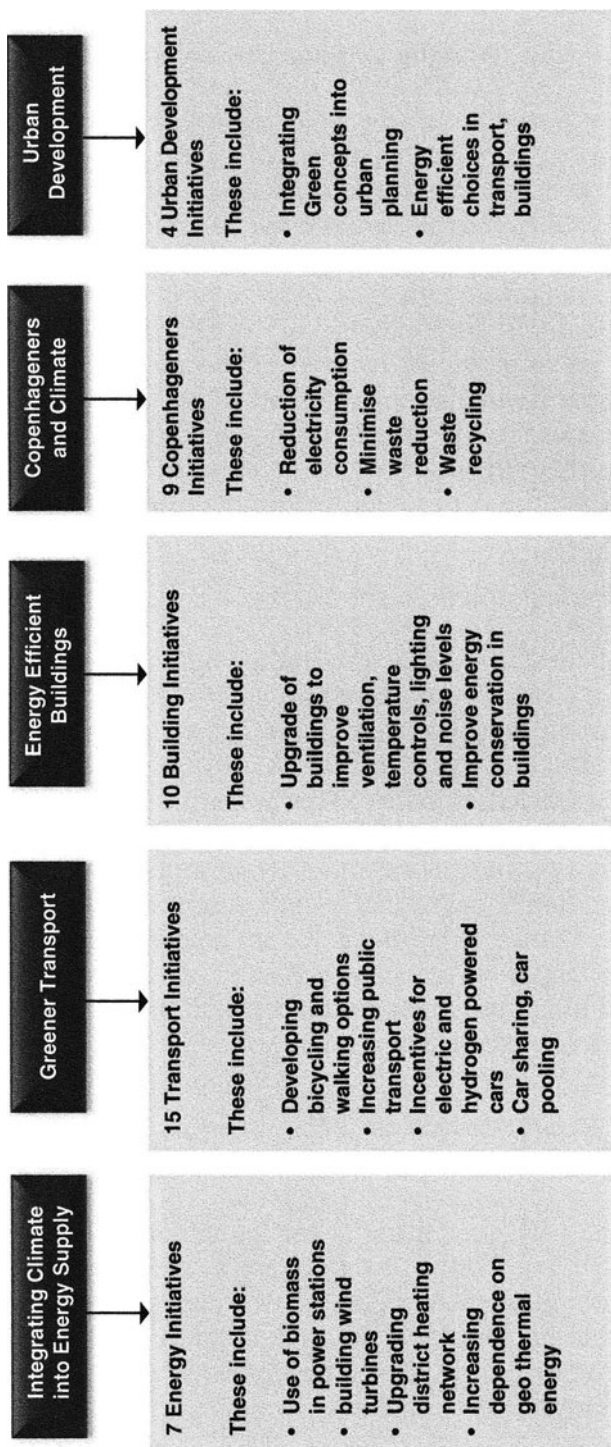 Integrating Climate
into Energy Supply
7 Energy Initiatives
These include:
• Use of biomass
in power stations
• building wind
turbines
• Upgrading
district heating
network
• Increasing
dependence on
geo thermal
energy
Greener Transport
15 Transport Initiatives
These include:
• Developing
bicycling and
walking options
• Increasing public
transport
• Incentives for
electric and
hydrogen powered
cars
• Car sharing, car
pooling
Energy Efficient
Buildings
10 Building Initiatives
These include:
• Upgrade of
buildings to
improve
ventilation,
temperature
controls, lighting
and noise levels
• Improve energy
conservation in
buildings
Copenhageners
and Climate
9 Copenhageners
Initiatives
These include:
• Reduction of
electricity
consumption
• Minimise
waste
reduction
• Waste
recycling
Urban
Development
4 Urban Development
Initiatives
These include:
• Integrating
Green
concepts into
urban
planning
• Energy
efficient
choices in
transport,
buildings